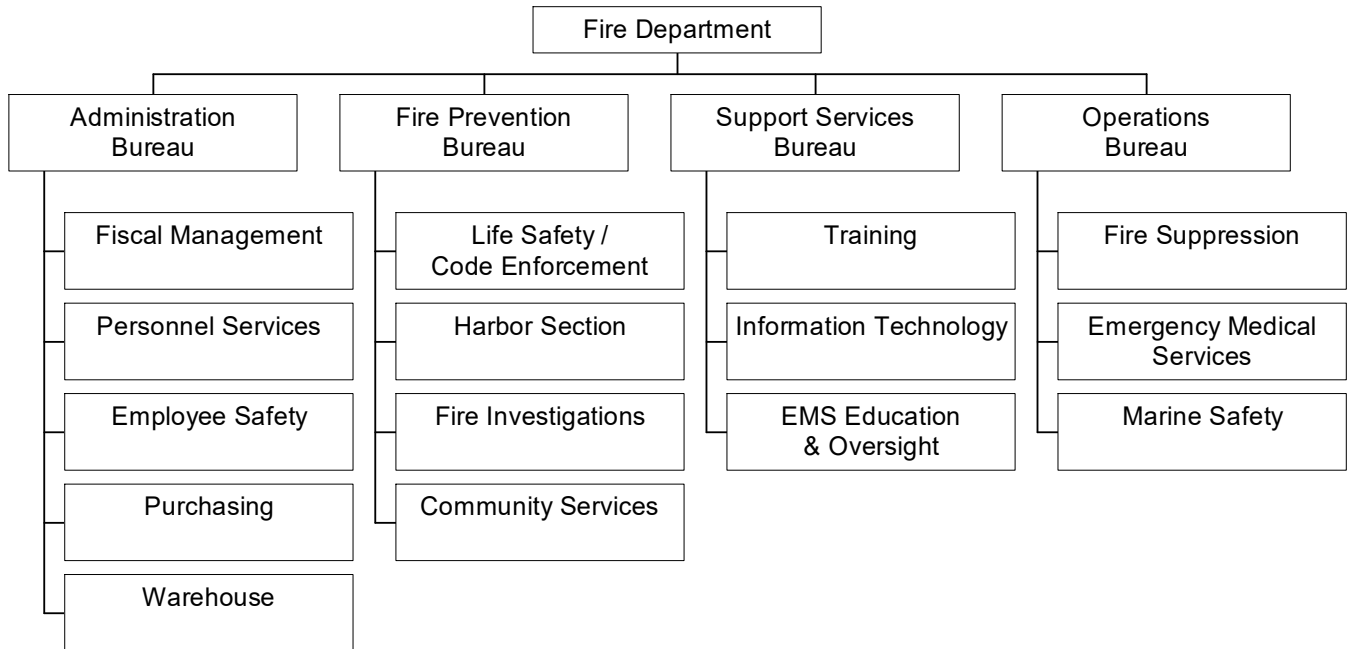 Fire Department
Administration
Bureau
Fire Prevention
Bureau
Support Services
Bureau
Operations
Bureau
Fiscal Management
Personnel Services
Employee Safety
Purchasing
Warehouse
Life Safety /
Code Enforcement
Harbor Section
Fire Investigations
Community Services
Training
Information Technology
EMS Education
& Oversight
Fire Suppression
Emergency Medical
Services
Marine Safety